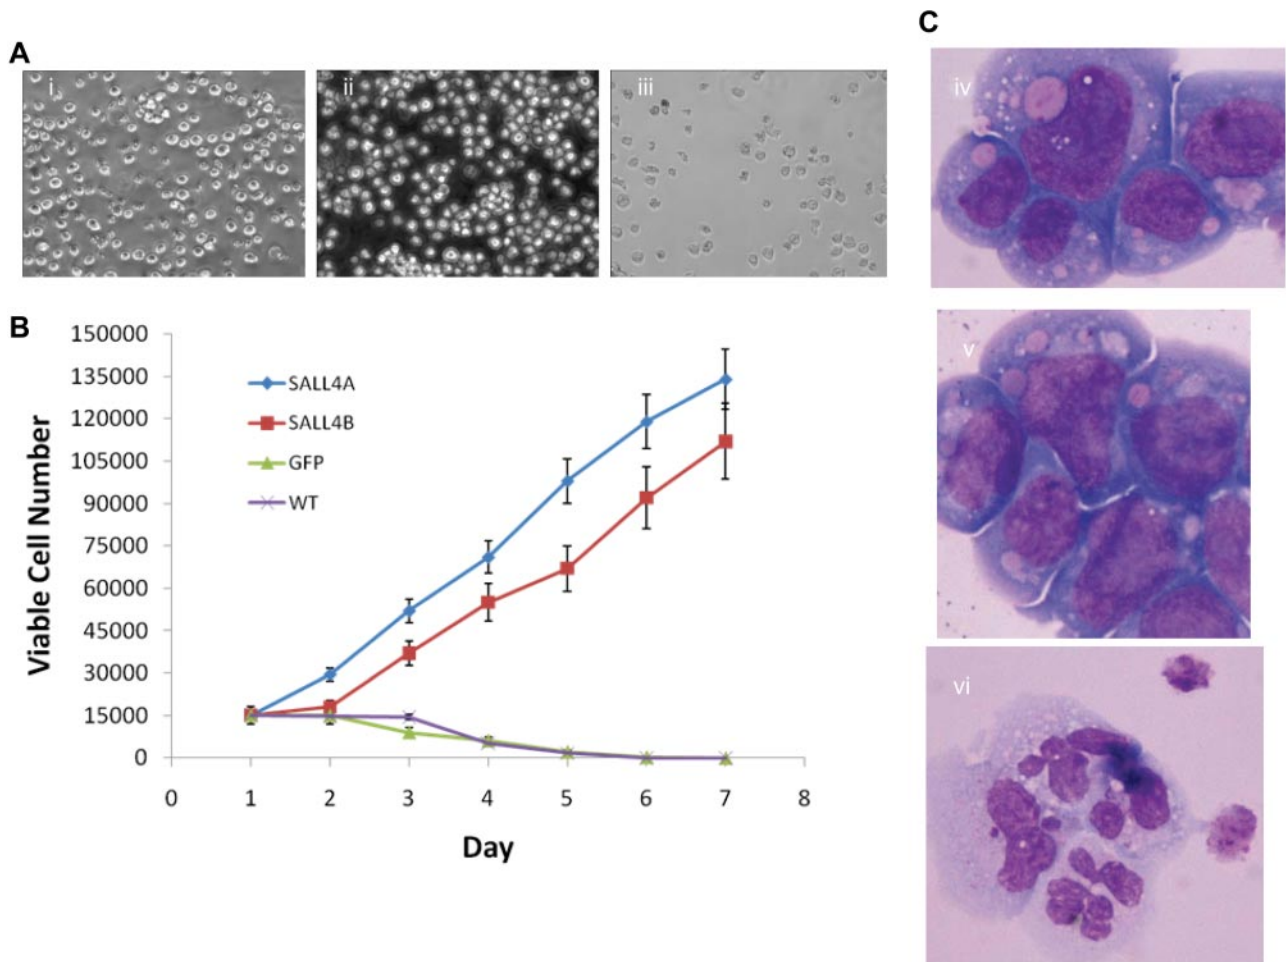 A
i
ii
iii
B
150000
135000
120000
105000
90000
75000
60000
45000
30000
15000
0
Viable Cell Number
SALL4A
SALL4B
GFP
WT
0 1 2 3 4 5 6 7 8
Day
C
iv
v
vi